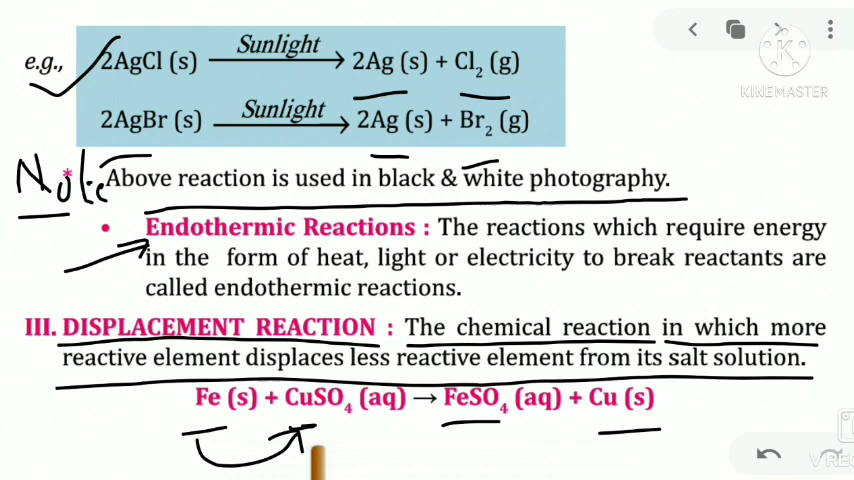 e.g., 2AgCl (s) Sunlight → 2Ag (s) + Cl₂ (g)
2AgBr (s) Sunlight → 2Ag (s) + Br₂ (g)
K
KINEMASTER
Note
* Above reaction is used in black & white photography.
• Endothermic Reactions : The reactions which require energy
in the form of heat, light or electricity to break reactants are
called endothermic reactions.
III. DISPLACEMENT REACTION : The chemical reaction in which more
reactive element displaces less reactive element from its salt solution.
Fe (s) + CuSO₄ (aq) → FeSO₄ (aq) + Cu (s)